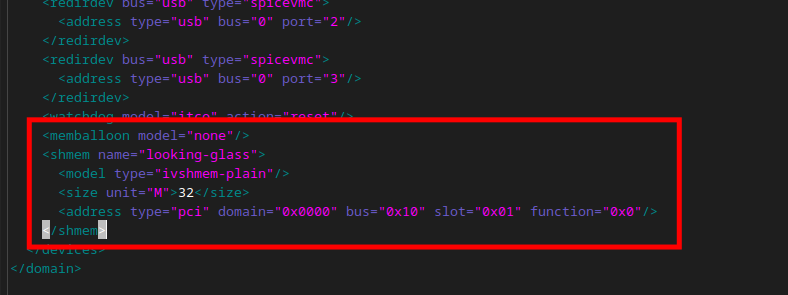 <redirdev bus="usb" type="spicevmc">
<address type="usb" bus="0" port="2"/>
</redirdev>
<redirdev bus="usb" type="spicevmc">
<address type="usb" bus="0" port="3"/>
</redirdev>
<watchdog model="itco" action="reset"/>
<memballoon model="none"/>
<shmem name="looking-glass">
<model type="ivshmem-plain"/>
<size unit="M">32</size>
<address type="pci" domain="0x0000" bus="0x10" slot="0x01" function="0x0"/>
</shmem>
</devices>
</domain>